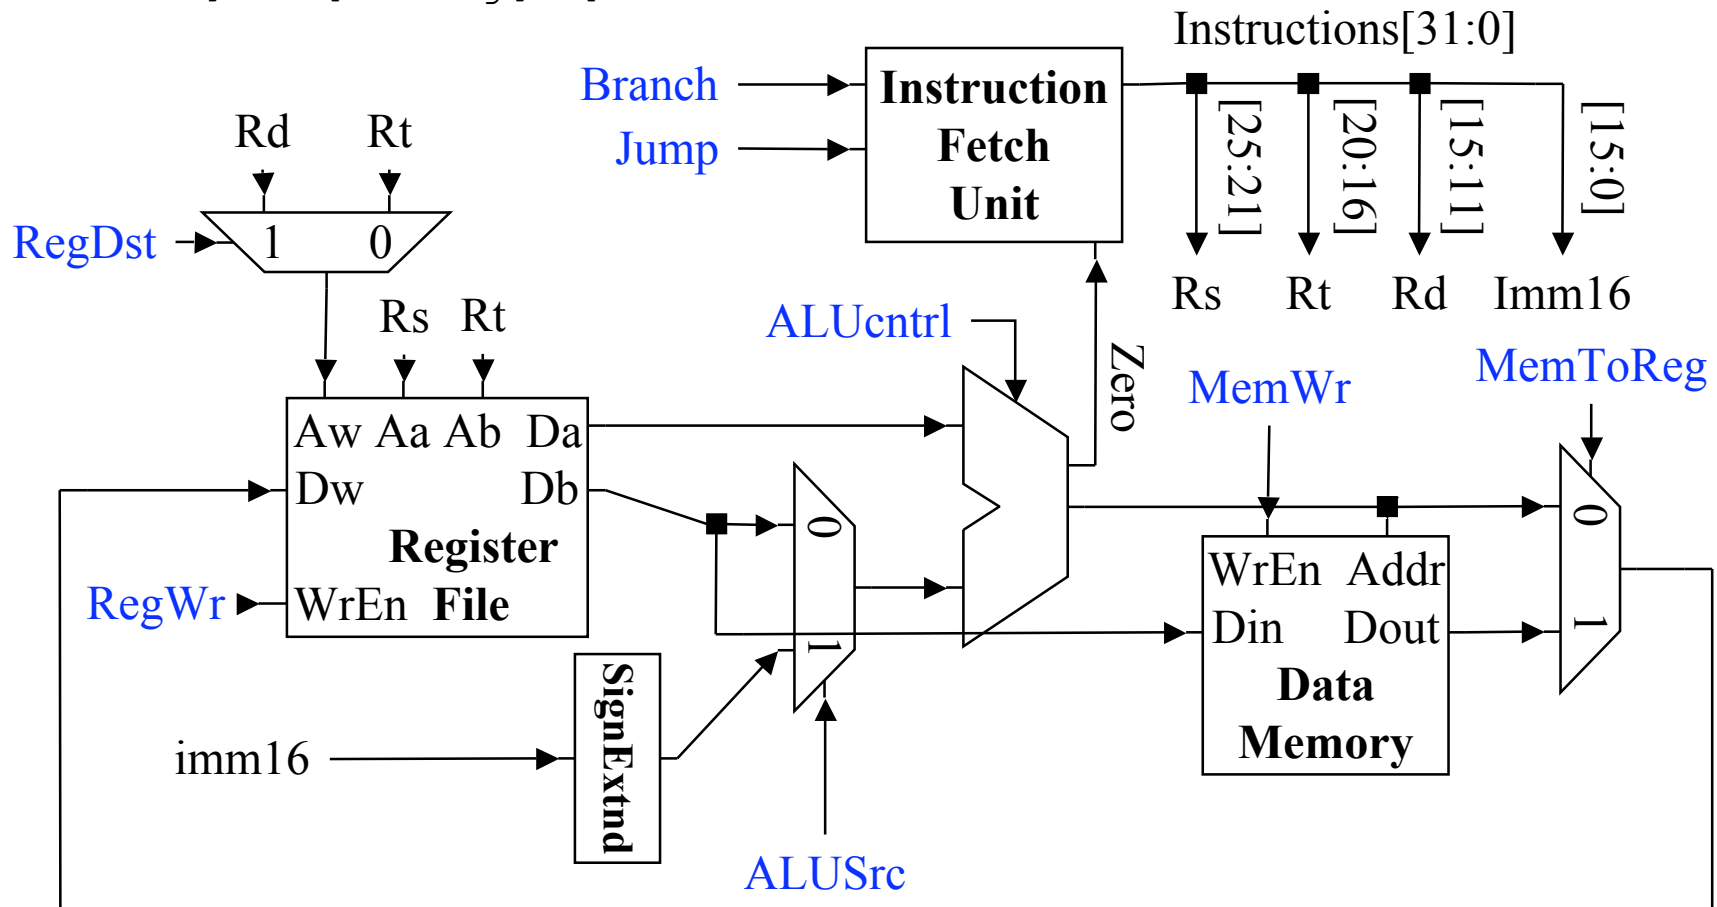 Instructions[31:0]
Branch
Jump
Instruction
Fetch
Unit
[25:21]
[20:16]
[15:11]
[15:0]
Rs
Rt
Rd
Imm16
Rd
Rt
RegDst
1
0
Rs
Rt
ALUcntrl
Zero
MemWr
MemToReg
Aw Aa Ab Da
Dw
Db
Register
File
WrEn
RegWr
0
1
WrEn Addr
Din Dout
Data
Memory
0
1
SignExtnd
imm16
ALUSrc